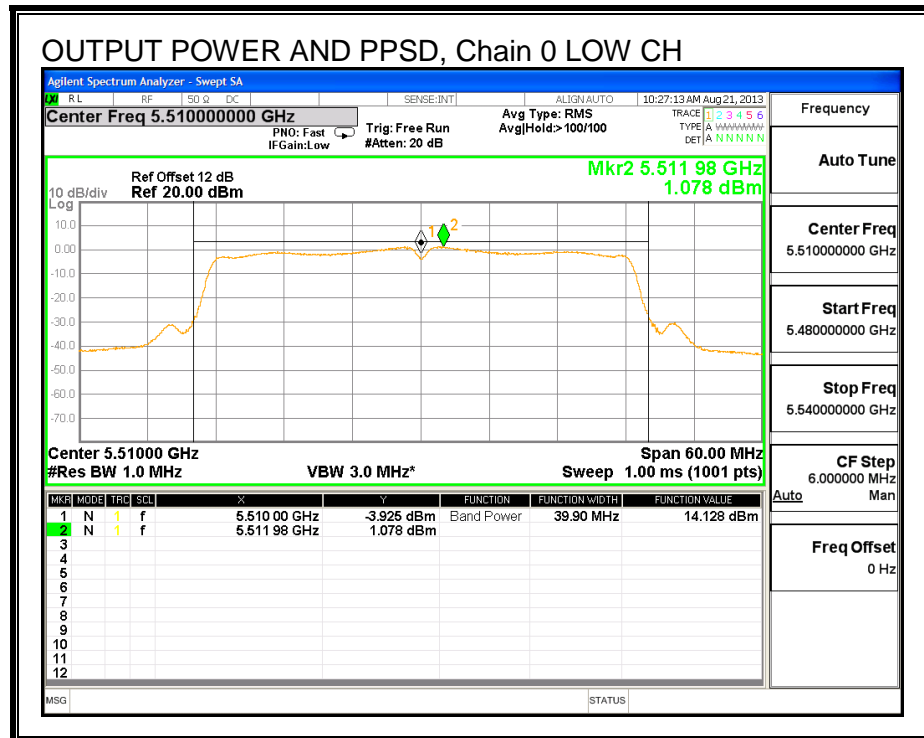 OUTPUT POWER AND PPSD, Chain 0 LOW CH
Agilent Spectrum Analyzer - Swept SA
LXI RL RF 50 Ω DC SENSE:INT ALIGN AUTO 10:27:13 AM Aug 21, 2013
Center Freq 5.510000000 GHz
PNO: Fast
IFGain:Low
Trig: Free Run
#Atten: 20 dB
Avg Type: RMS
Avg|Hold:>100/100
TRACE 1 2 3 4 5 6
TYPE A WWWWW
DET A N N N N N
Mkr2 5.511 98 GHz
1.078 dBm
Ref Offset 12 dB
10 dB/div Ref 20.00 dBm
Log
10.0
0.00
-10.0
-20.0
-30.0
-40.0
-50.0
-60.0
-70.0
1
2
Center 5.51000 GHz Span 60.00 MHz
#Res BW 1.0 MHz VBW 3.0 MHz* Sweep 1.00 ms (1001 pts)
MKR MODE TRC SCL X Y FUNCTION FUNCTION WIDTH FUNCTION VALUE
1 N 1 f 5.510 00 GHz -3.925 dBm Band Power 39.90 MHz 14.128 dBm
2 N 1 f 5.511 98 GHz 1.078 dBm
3
4
5
6
7
8
9
10
11
12
MSG STATUS
Frequency
Auto Tune
Center Freq
5.510000000 GHz
Start Freq
5.480000000 GHz
Stop Freq
5.540000000 GHz
CF Step
6.000000 MHz
Auto Man
Freq Offset
0 Hz